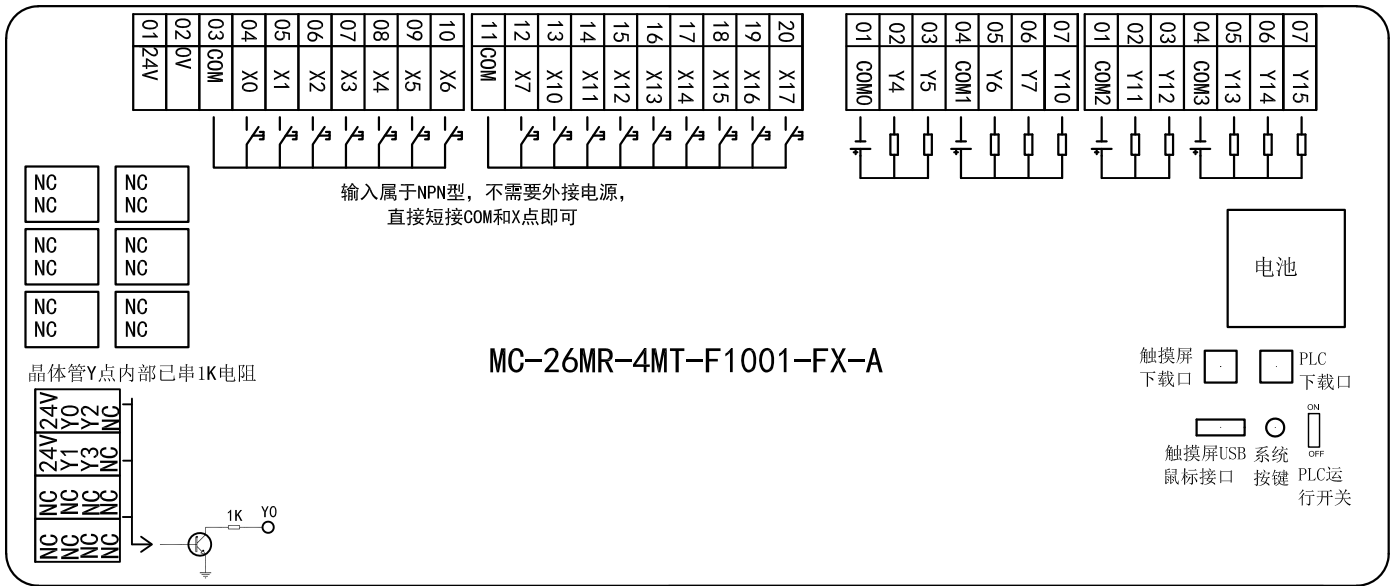 01 02 03 04 05 06 07 08 09 10
24V 0V COM X0 X1 X2 X3 X4 X5 X6
11 12 13 14 15 16 17 18 19 20
COM X7 X10 X11 X12 X13 X14 X15 X16 X17
01 02 03 04 05 06 07
COM0 Y4 Y5 COM1 Y6 Y7 Y10
01 02 03 04 05 06 07
COM2 Y11 Y12 COM3 Y13 Y14 Y15
输入属于NPN型，不需要外接电源，
直接短接COM和X点即可
NC
NC
NC
NC
NC
NC
NC
NC
NC
NC
NC
NC
电池
MC-26MR-4MT-F1001-FX-A
触摸屏
下载口
PLC
下载口
ON
OFF
触摸屏USB
鼠标接口
系统
按键
PLC运
行开关
晶体管Y点内部已串1K电阻
24V Y0 Y2 NC
24V Y1 Y3 NC
NC NC NC NC
NC NC NC NC
1K
Y0